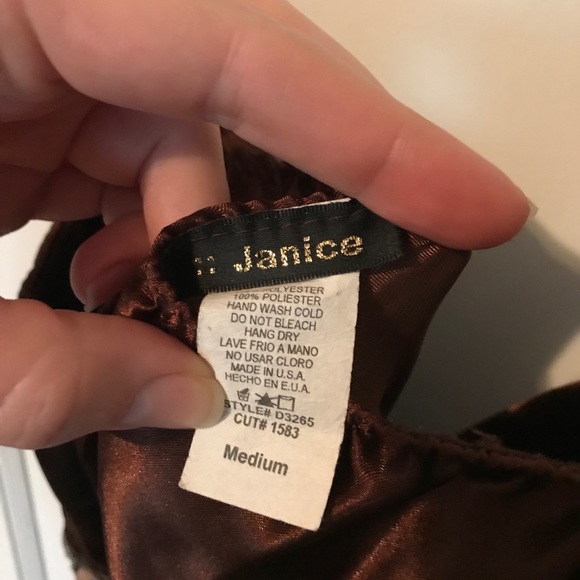 :: Janice
POLYESTER
100% POLIESTER
HAND WASH COLD
DO NOT BLEACH
HANG DRY
LAVE FRIO A MANO
NO USAR CLORO
MADE IN U.S.A.
HECHO EN E.U.A.
STYLE# D3265
CUT# 1583
Medium